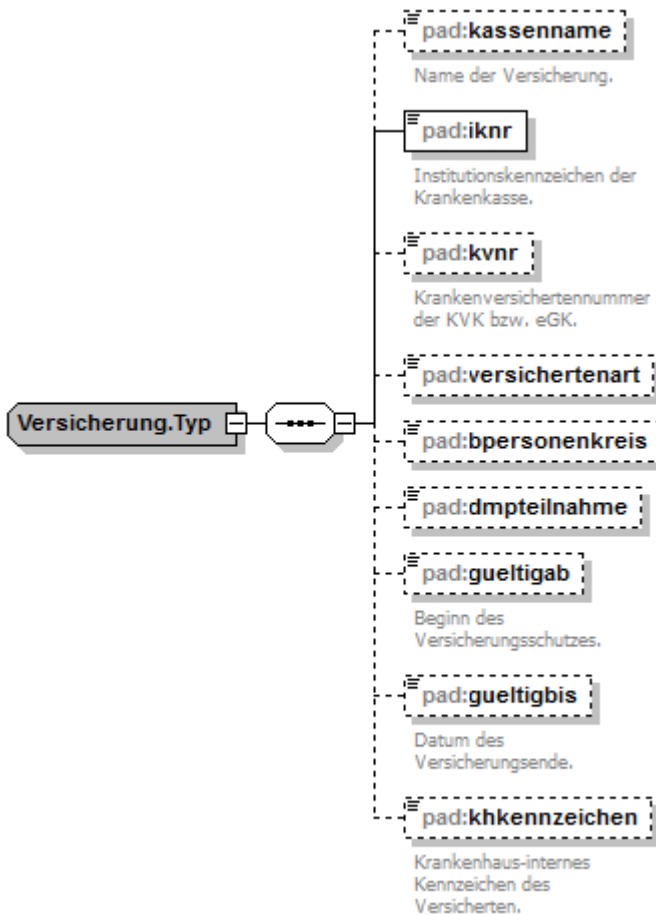 pad:kassenname
Name der Versicherung.
pad:iknr
Institutionskennzeichen der
Krankenkasse.
pad:kvnr
Krankenversichertennummer
der KVK bzw. eGK.
pad:versichertenart
Versicherung.Typ
pad:bpersonenkreis
pad:dmpteilnahme
pad:gueltigab
Beginn des
Versicherungsschutzes.
pad:gueltigbis
Datum des
Versicherungsende.
pad:khkennzeichen
Krankenhaus-internes
Kennzeichen des
Versicherten.